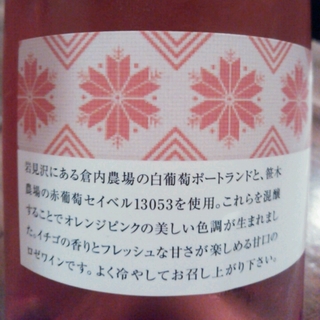 岩見沢にある倉内農場の白葡萄ポートランドと、笹木
農場の赤葡萄セイベル13053を使用。これらを混醸
することでオレンジピンクの美しい色調が生まれまし
た。イチゴの香りとフレッシュな甘さが楽しめる甘口の
ロゼワインです。よく冷やしてお召し上がり下さい。